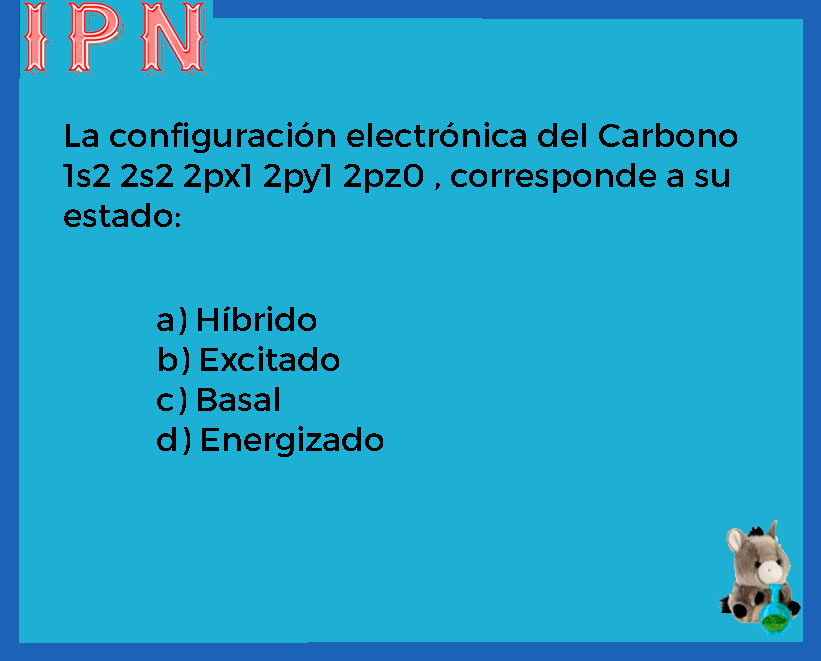 IPN
La configuración electrónica del Carbono
1s2 2s2 2px1 2py1 2pz0 , corresponde a su
estado:
a) Híbrido
b) Excitado
c) Basal
d) Energizado